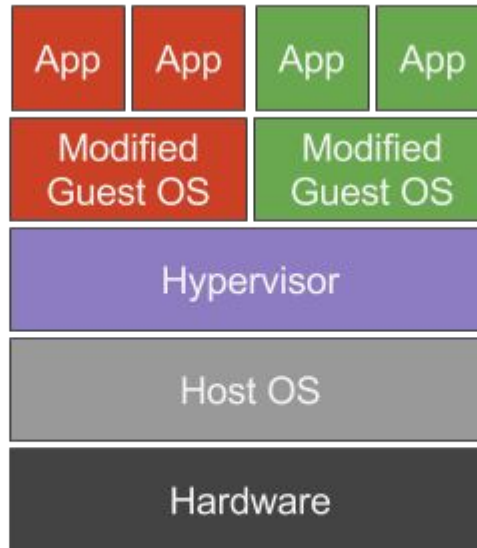 App App App App
Modified Modified
Guest OS Guest OS
Hypervisor
Host OS
Hardware